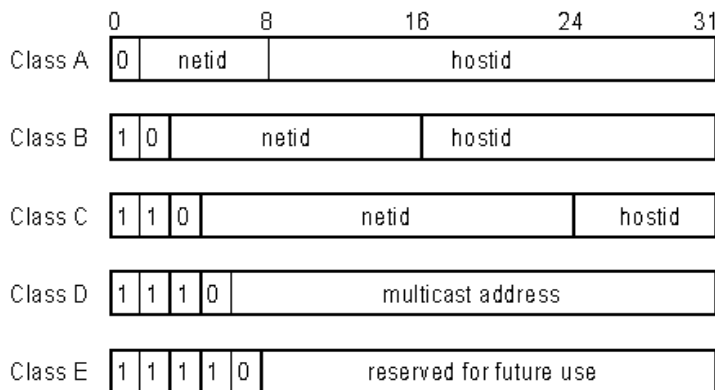 0 8 16 24 31
Class A 0 netid hostid
Class B 1 0 netid hostid
Class C 1 1 0 netid hostid
Class D 1 1 1 0 multicast address
Class E 1 1 1 1 0 reserved for future use